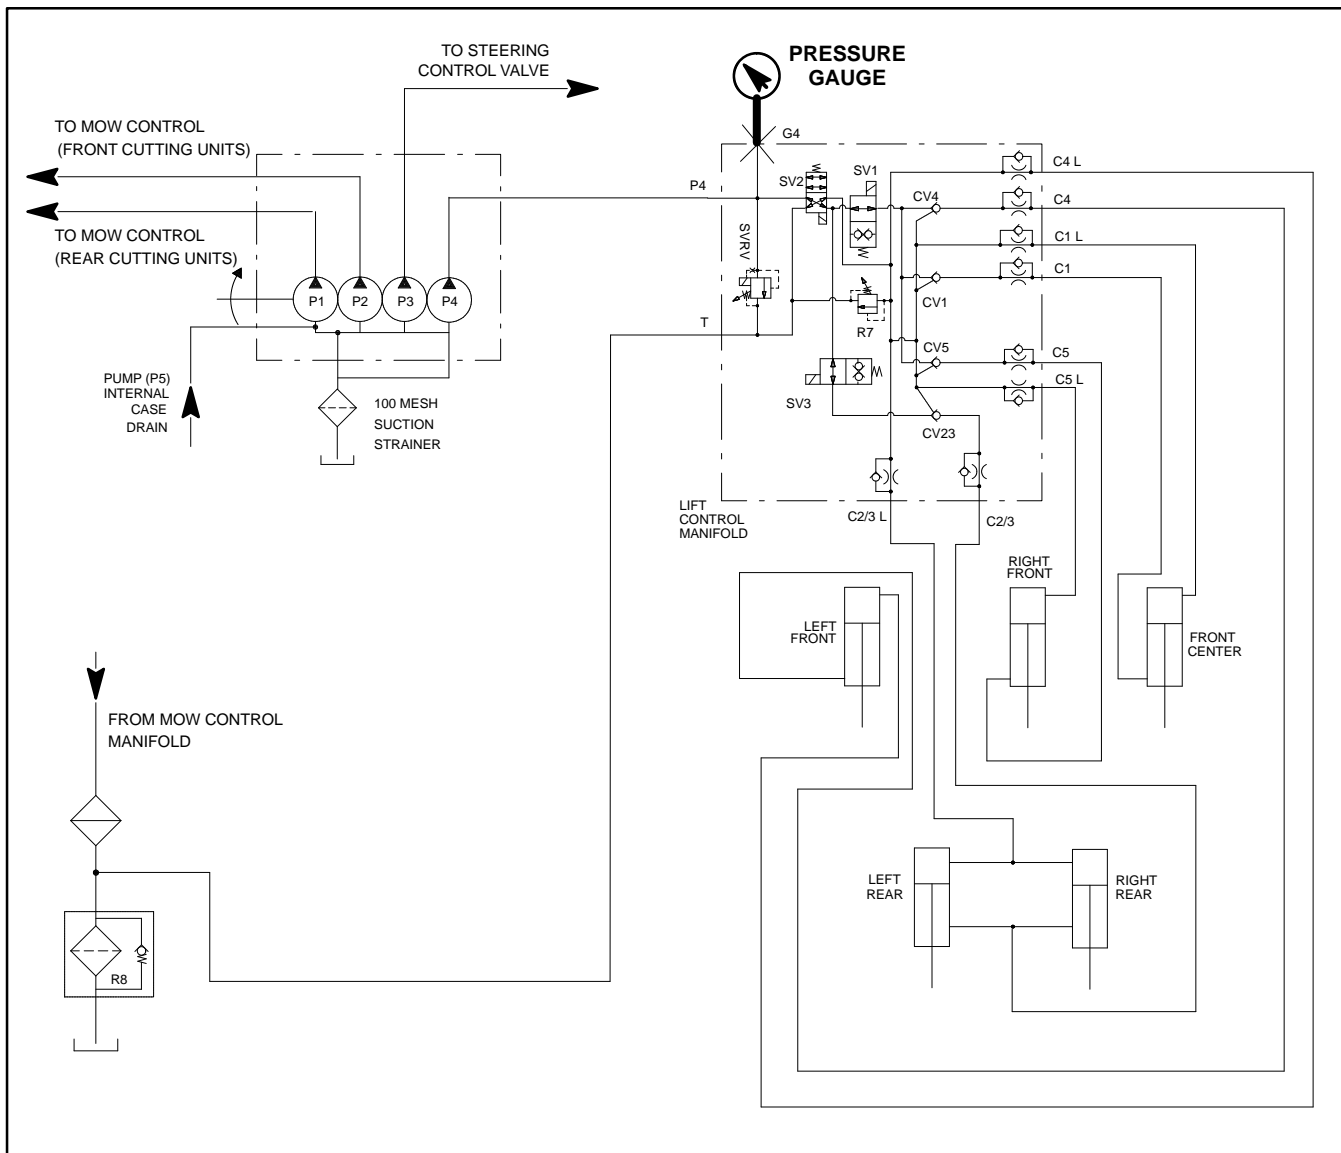 TO STEERING
CONTROL VALVE
PRESSURE
GAUGE
TO MOW CONTROL
(FRONT CUTTING UNITS)
G4
C4 L
SV1
SV2
P4
CV4
C4
TO MOW CONTROL
(REAR CUTTING UNITS)
SVRV
C1 L
C1
CV1
P1
P2
P3
P4
T
R7
CV5
C5
C5 L
PUMP (P5)
INTERNAL
CASE
DRAIN
100 MESH
SUCTION
STRAINER
SV3
CV23
LIFT
CONTROL
MANIFOLD
C2/3 L
C2/3
RIGHT
FRONT
LEFT
FRONT
FRONT
CENTER
FROM MOW CONTROL
MANIFOLD
LEFT
REAR
RIGHT
REAR
R8